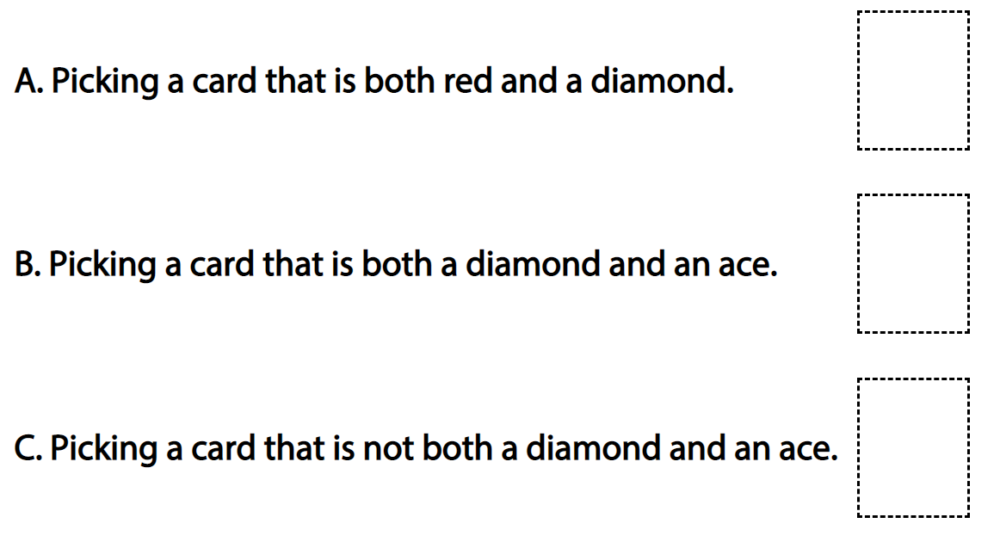 A. Picking a card that is both red and a diamond.
B. Picking a card that is both a diamond and an ace.
C. Picking a card that is not both a diamond and an ace.